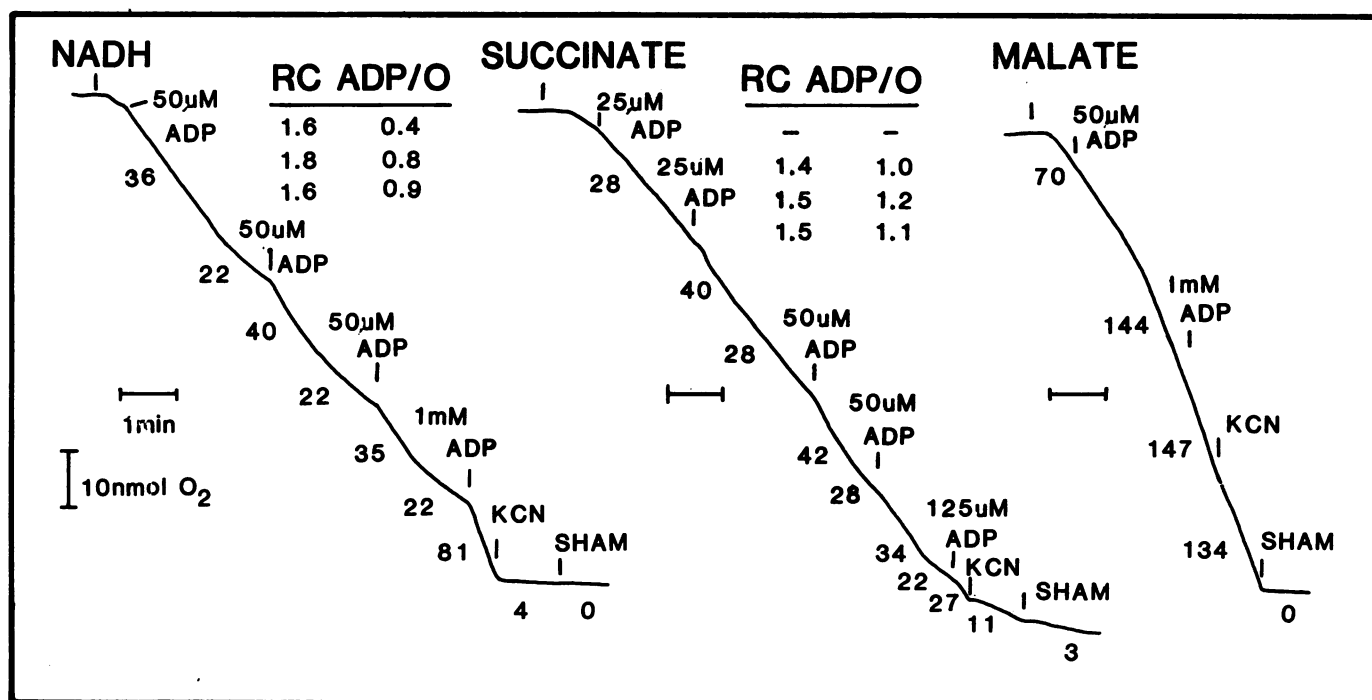 NADH
50µM
ADP
36
22
50uM
ADP
40
22
50µM
ADP
35
22
1mM
ADP
81
KCN
SHAM
4
0
1min
10nmol O₂
RC ADP/O
1.6 0.4
1.8 0.8
1.6 0.9
SUCCINATE
25µM
ADP
28
25uM
ADP
40
28
50uM
ADP
42
28
50uM
ADP
34
22
125uM
ADP
27
KCN
11
SHAM
3
RC ADP/O
– –
1.4 1.0
1.5 1.2
1.5 1.1
MALATE
50µM
ADP
70
144
1mM
ADP
147
KCN
134
SHAM
0